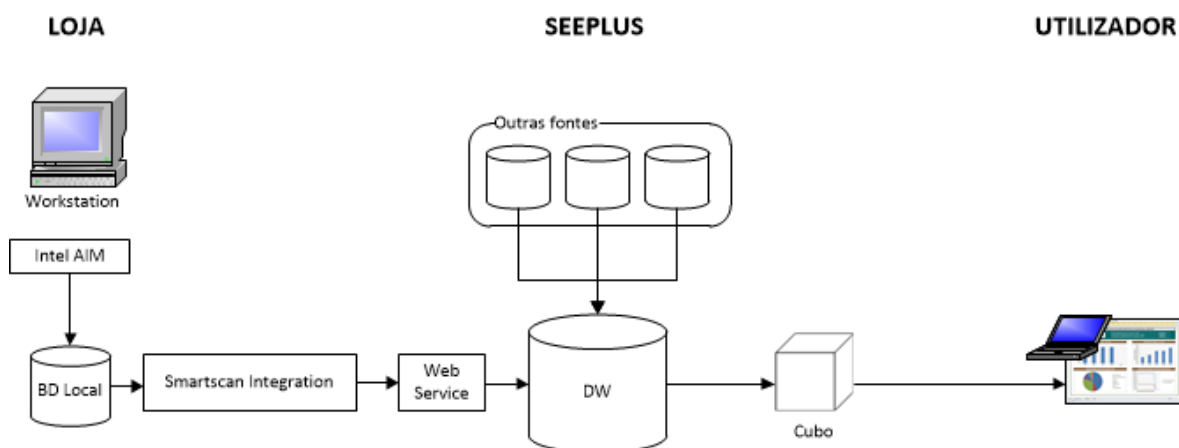 LOJA
SEEPLUS
UTILIZADOR
Outras fontes
Workstation
Intel AIM
BD Local
Smartscan Integration
Web
Service
DW
Cubo